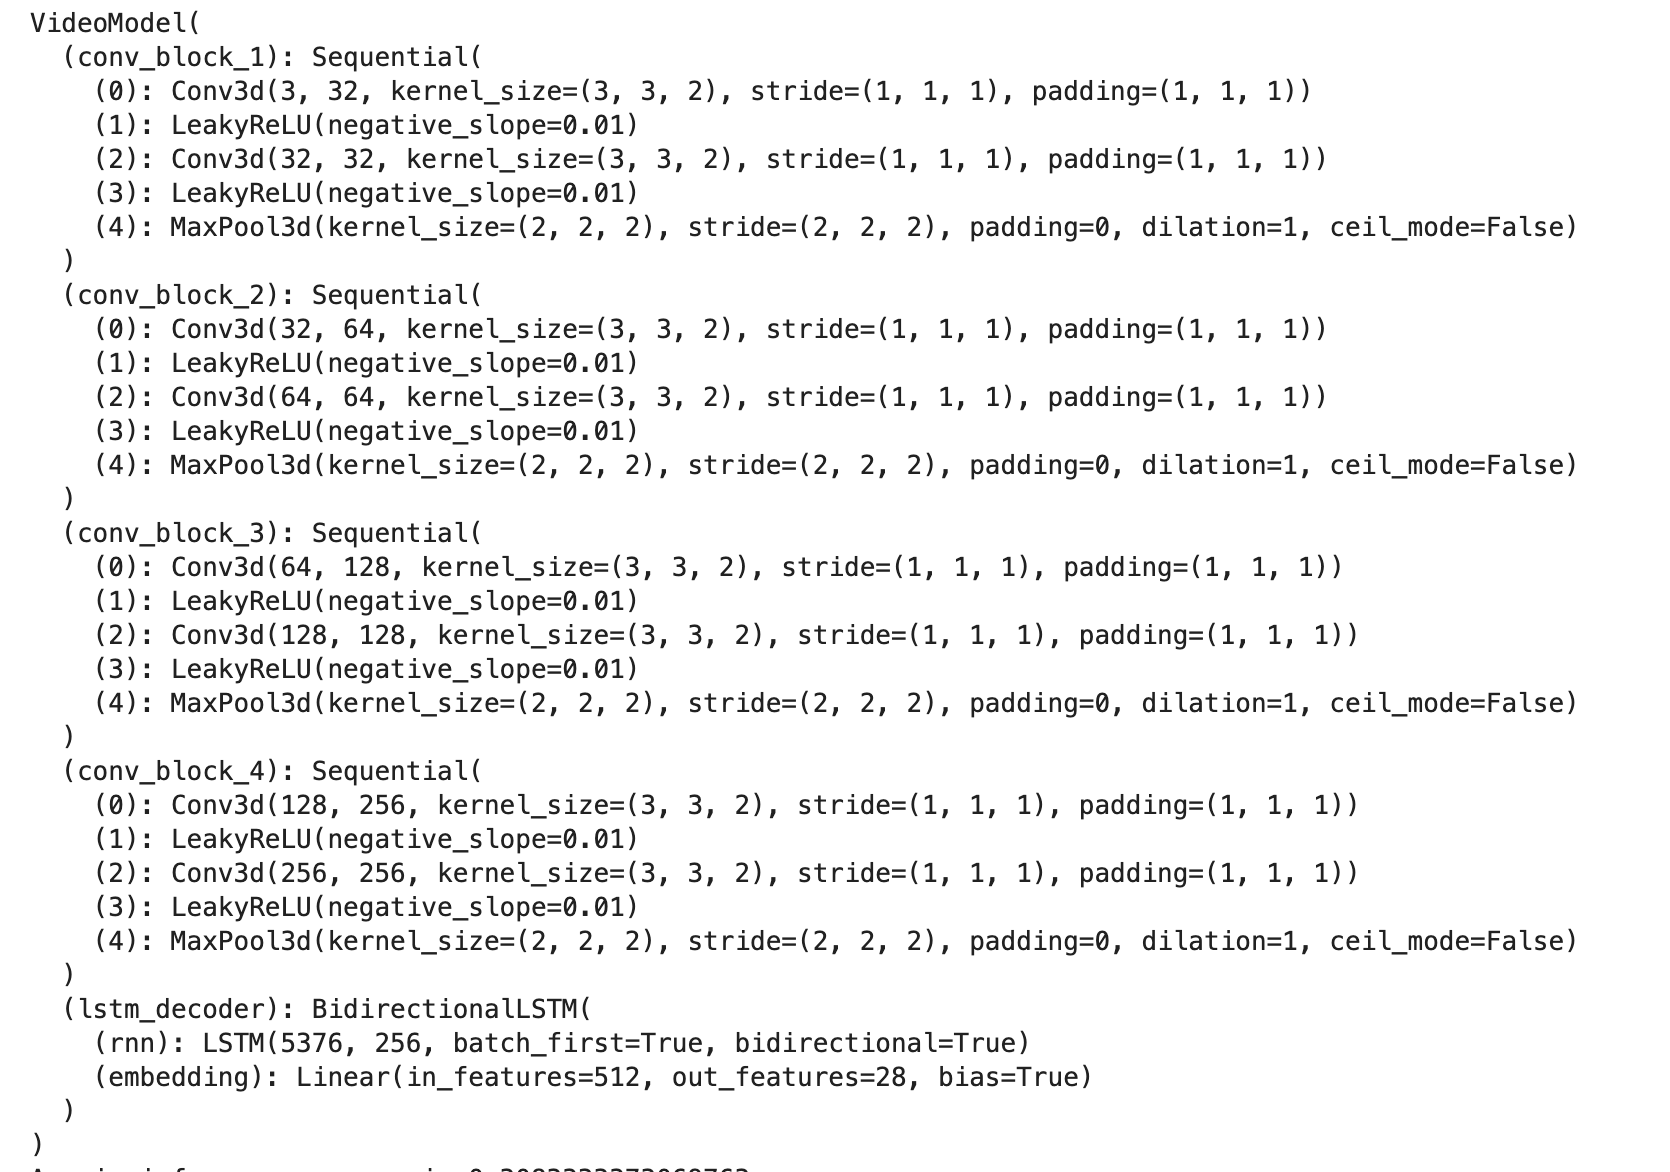 VideoModel(
  (conv_block_1): Sequential(
    (0): Conv3d(3, 32, kernel_size=(3, 3, 2), stride=(1, 1, 1), padding=(1, 1, 1))
    (1): LeakyReLU(negative_slope=0.01)
    (2): Conv3d(32, 32, kernel_size=(3, 3, 2), stride=(1, 1, 1), padding=(1, 1, 1))
    (3): LeakyReLU(negative_slope=0.01)
    (4): MaxPool3d(kernel_size=(2, 2, 2), stride=(2, 2, 2), padding=0, dilation=1, ceil_mode=False)
  )
  (conv_block_2): Sequential(
    (0): Conv3d(32, 64, kernel_size=(3, 3, 2), stride=(1, 1, 1), padding=(1, 1, 1))
    (1): LeakyReLU(negative_slope=0.01)
    (2): Conv3d(64, 64, kernel_size=(3, 3, 2), stride=(1, 1, 1), padding=(1, 1, 1))
    (3): LeakyReLU(negative_slope=0.01)
    (4): MaxPool3d(kernel_size=(2, 2, 2), stride=(2, 2, 2), padding=0, dilation=1, ceil_mode=False)
  )
  (conv_block_3): Sequential(
    (0): Conv3d(64, 128, kernel_size=(3, 3, 2), stride=(1, 1, 1), padding=(1, 1, 1))
    (1): LeakyReLU(negative_slope=0.01)
    (2): Conv3d(128, 128, kernel_size=(3, 3, 2), stride=(1, 1, 1), padding=(1, 1, 1))
    (3): LeakyReLU(negative_slope=0.01)
    (4): MaxPool3d(kernel_size=(2, 2, 2), stride=(2, 2, 2), padding=0, dilation=1, ceil_mode=False)
  )
  (conv_block_4): Sequential(
    (0): Conv3d(128, 256, kernel_size=(3, 3, 2), stride=(1, 1, 1), padding=(1, 1, 1))
    (1): LeakyReLU(negative_slope=0.01)
    (2): Conv3d(256, 256, kernel_size=(3, 3, 2), stride=(1, 1, 1), padding=(1, 1, 1))
    (3): LeakyReLU(negative_slope=0.01)
    (4): MaxPool3d(kernel_size=(2, 2, 2), stride=(2, 2, 2), padding=0, dilation=1, ceil_mode=False)
  )
  (lstm_decoder): BidirectionalLSTM(
    (rnn): LSTM(5376, 256, batch_first=True, bidirectional=True)
    (embedding): Linear(in_features=512, out_features=28, bias=True)
  )
)